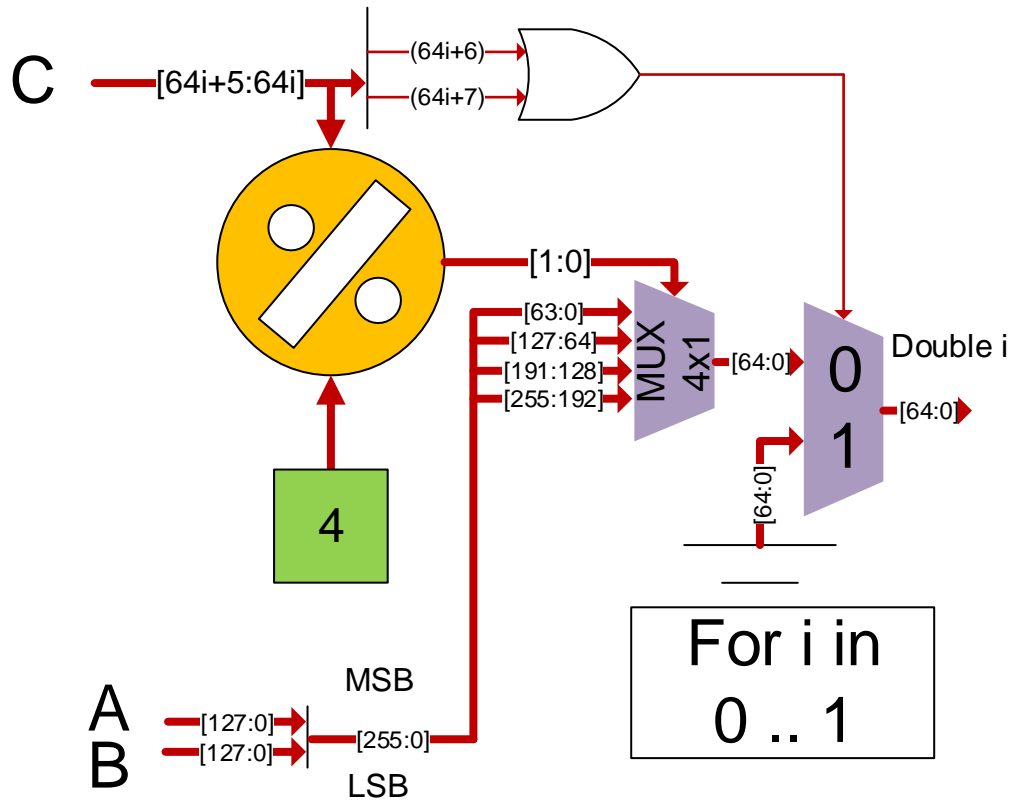 C
[64i+5:64i]
(64i+6)
(64i+7)
[1:0]
[63:0]
[127:64]
[191:128]
[255:192]
MUX
4x1
[64:0]
0
1
Double i
[64:0]
[64:0]
4
For i in
0 .. 1
A
B
[127:0]
[127:0]
MSB
[255:0]
LSB